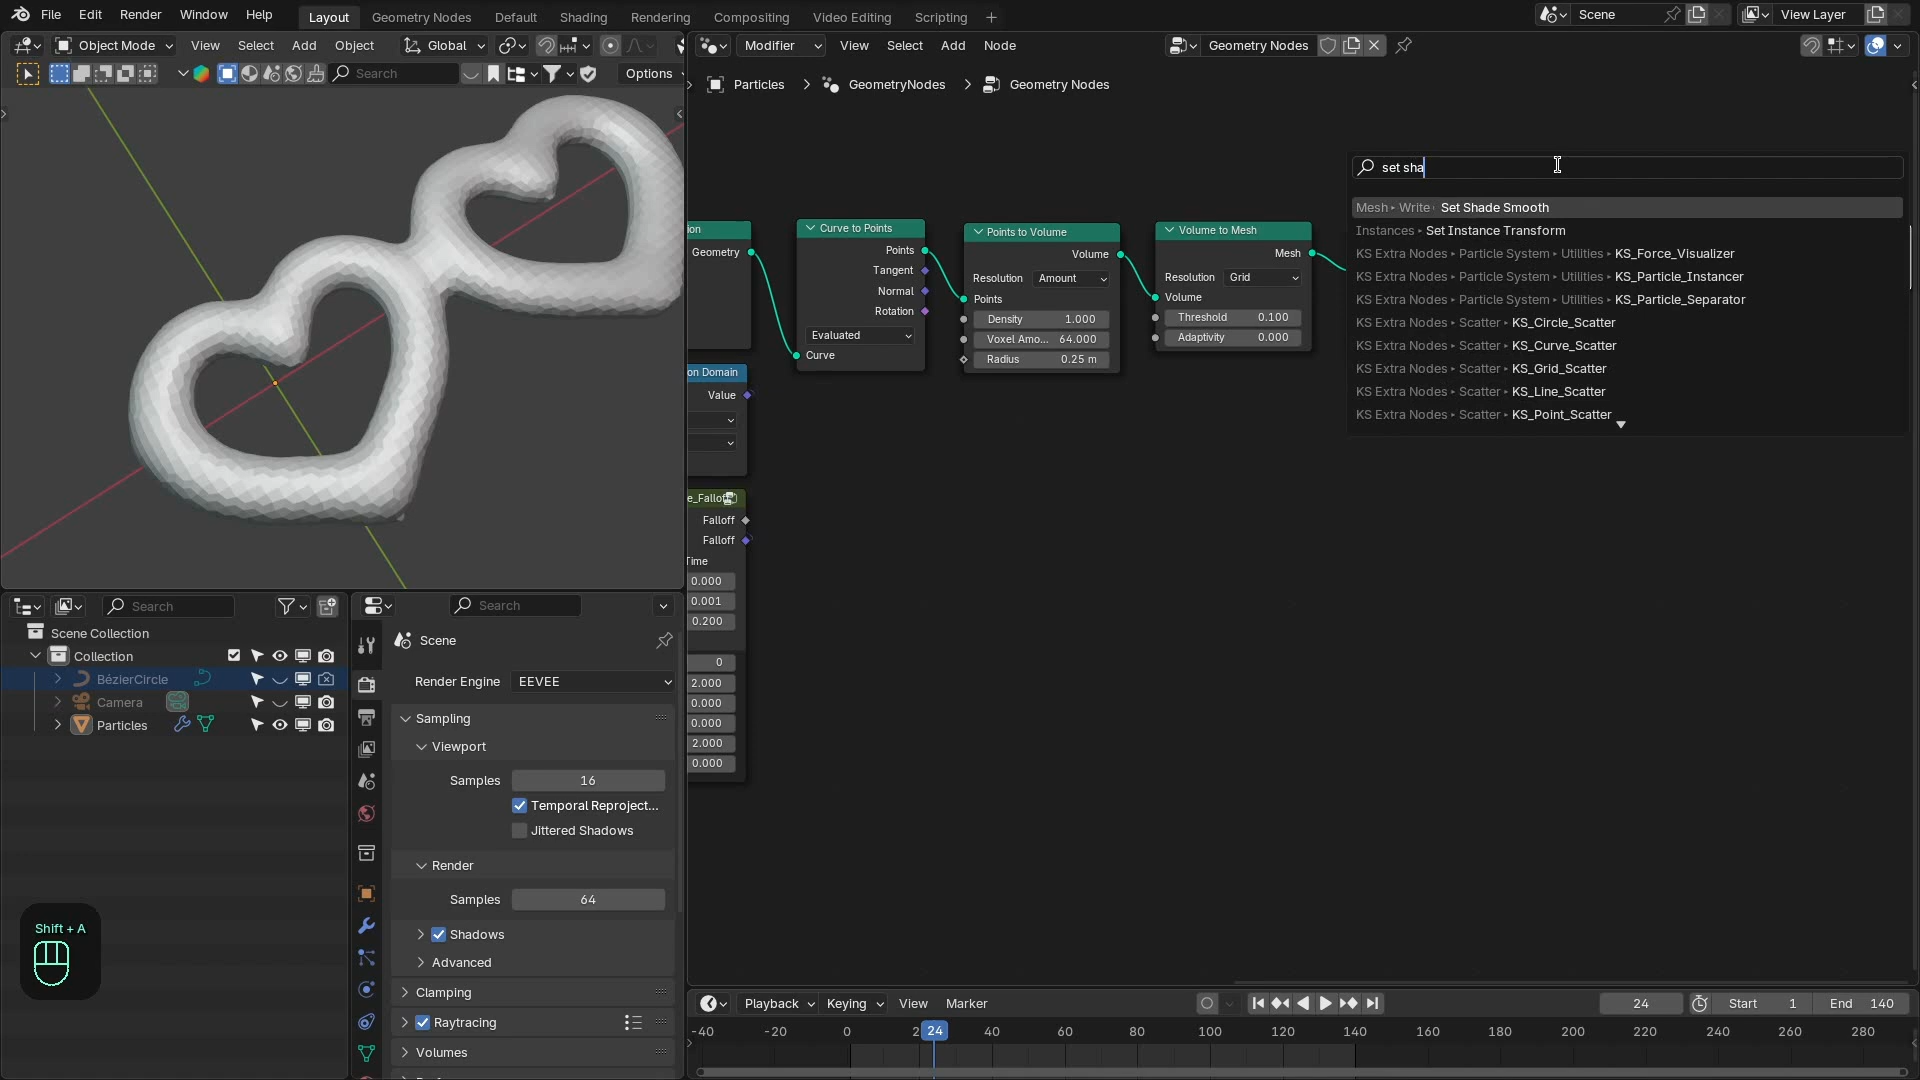 File Edit Render Window Help Layout Geometry Nodes Default Shading Rendering Compositing Video Editing Scripting + Scene View Layer
Object Mode View Select Add Object Global
Search Options
Modifier View Select Add Node Geometry Nodes
Particles > GeometryNodes > Geometry Nodes
set sha
Mesh ▸ Write ▸ Set Shade Smooth
Instances ▸ Set Instance Transform
KS Extra Nodes ▸ Particle System ▸ Utilities ▸ KS_Force_Visualizer
KS Extra Nodes ▸ Particle System ▸ Utilities ▸ KS_Particle_Instancer
KS Extra Nodes ▸ Particle System ▸ Utilities ▸ KS_Particle_Separator
KS Extra Nodes ▸ Scatter ▸ KS_Circle_Scatter
KS Extra Nodes ▸ Scatter ▸ KS_Curve_Scatter
KS Extra Nodes ▸ Scatter ▸ KS_Grid_Scatter
KS Extra Nodes ▸ Scatter ▸ KS_Line_Scatter
KS Extra Nodes ▸ Scatter ▸ KS_Point_Scatter
ion
Geometry
Curve to Points
Points
Tangent
Normal
Rotation
Evaluated
Curve
Points to Volume
Volume
Resolution Amount
Points
Density 1.000
Voxel Amo... 64.000
Radius 0.25 m
Volume to Mesh
Mesh
Resolution Grid
Volume
Threshold 0.100
Adaptivity 0.000
on Domain
Value
e_Fallof
Falloff
Falloff
Time
0.000
0.001
0.200
0
2.000
0.000
0.000
2.000
0.000
Search
Scene Collection
Collection
BézierCircle
Camera
Particles
Shift + A
Search
Scene
Render Engine EEVEE
Sampling
Viewport
Samples 16
Temporal Reproject...
Jittered Shadows
Render
Samples 64
Shadows
Advanced
Clamping
Raytracing
Volumes
Playback Keying View Marker 24 Start 1 End 140
-40 -20 0 2 24 40 60 80 100 120 140 160 180 200 220 240 260 280